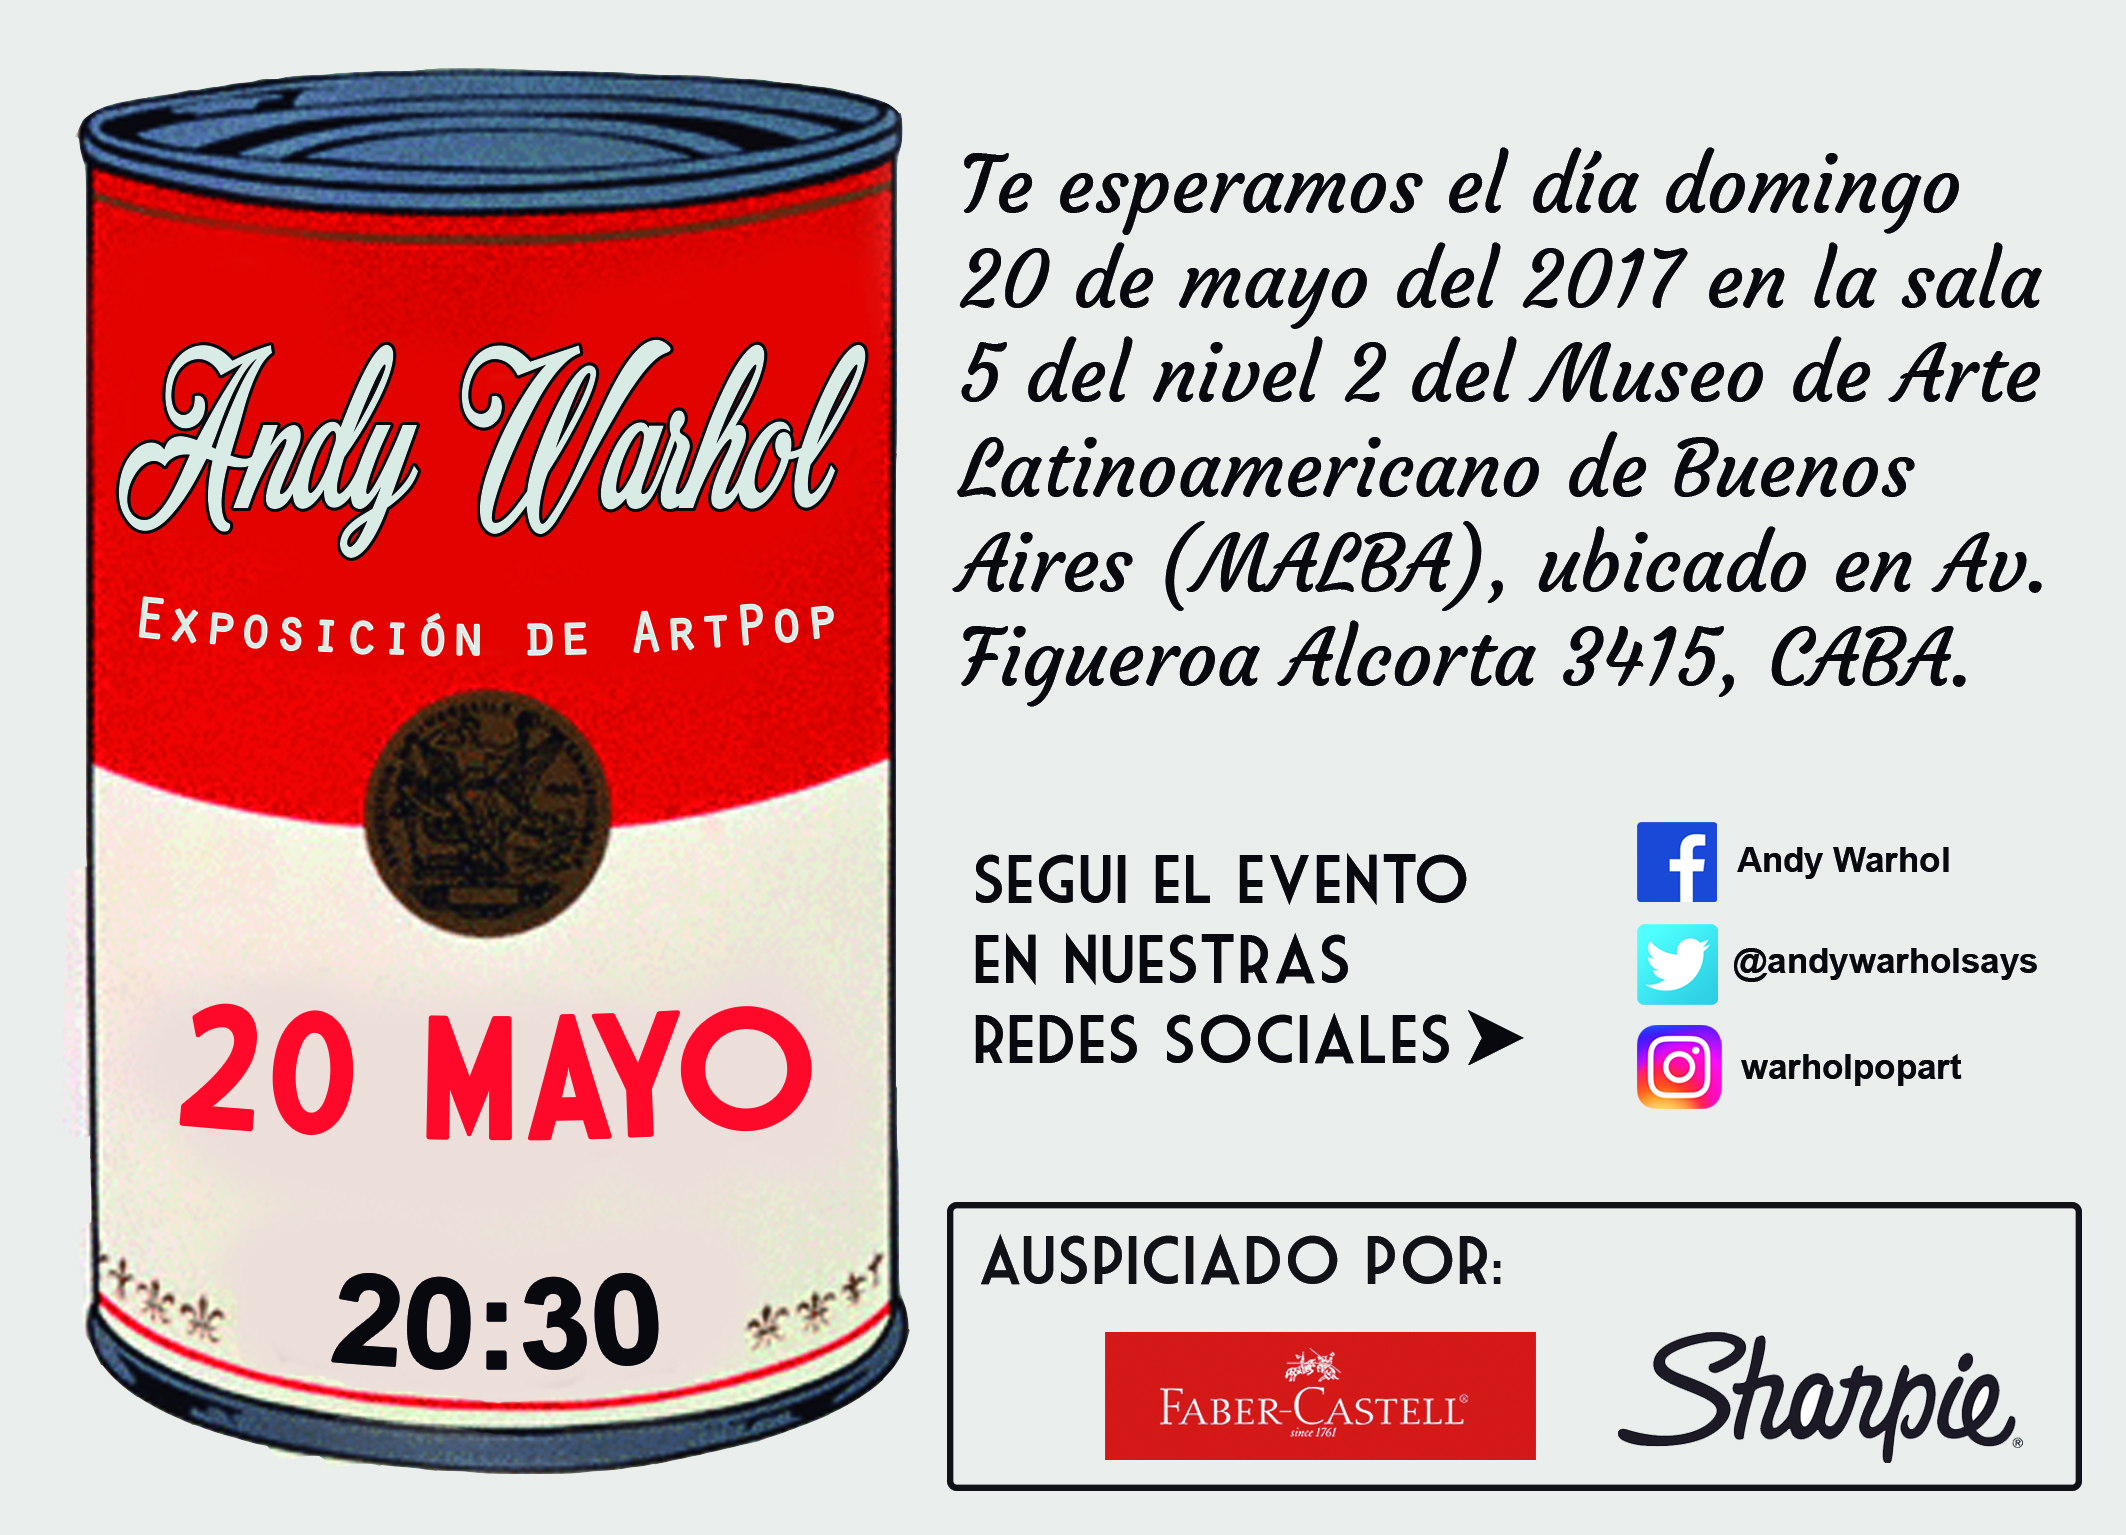 Andy Warhol
Exposición de ArtPop
20 MAYO
20:30
Te esperamos el día domingo
20 de mayo del 2017 en la sala
5 del nivel 2 del Museo de Arte
Latinoamericano de Buenos
Aires (MALBA), ubicado en Av.
Figueroa Alcorta 3415, CABA.
SEGUI EL EVENTO
EN NUESTRAS
REDES SOCIALES
Andy Warhol
@andywarholsays
warholpopart
AUSPICIADO POR:
FABER-CASTELL®
since 1761
Sharpie®